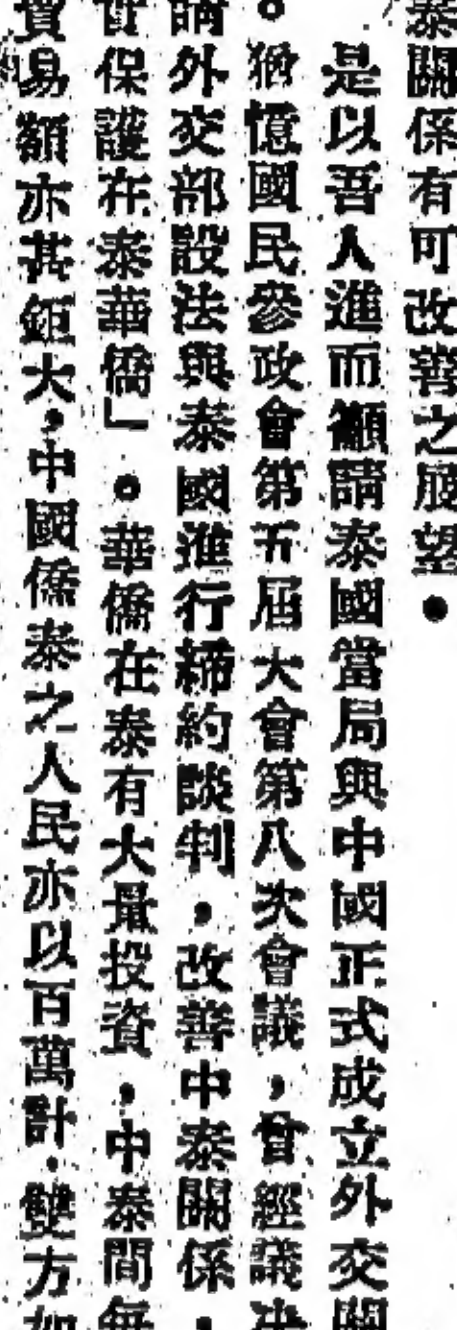 泰關係有可改善之展望。
是以吾人進而籲請泰國當局與中國正式成立外交關
。猶憶國民參政會第五屆大會第八次會議，曾經議决
請外交部設法與泰國進行締約談判，改善中泰關係，
實保護在泰華僑」。華僑在泰有大量投資，中泰間每
貿易額亦甚鉅大，中國僑泰之人民亦以百萬計，雙方如